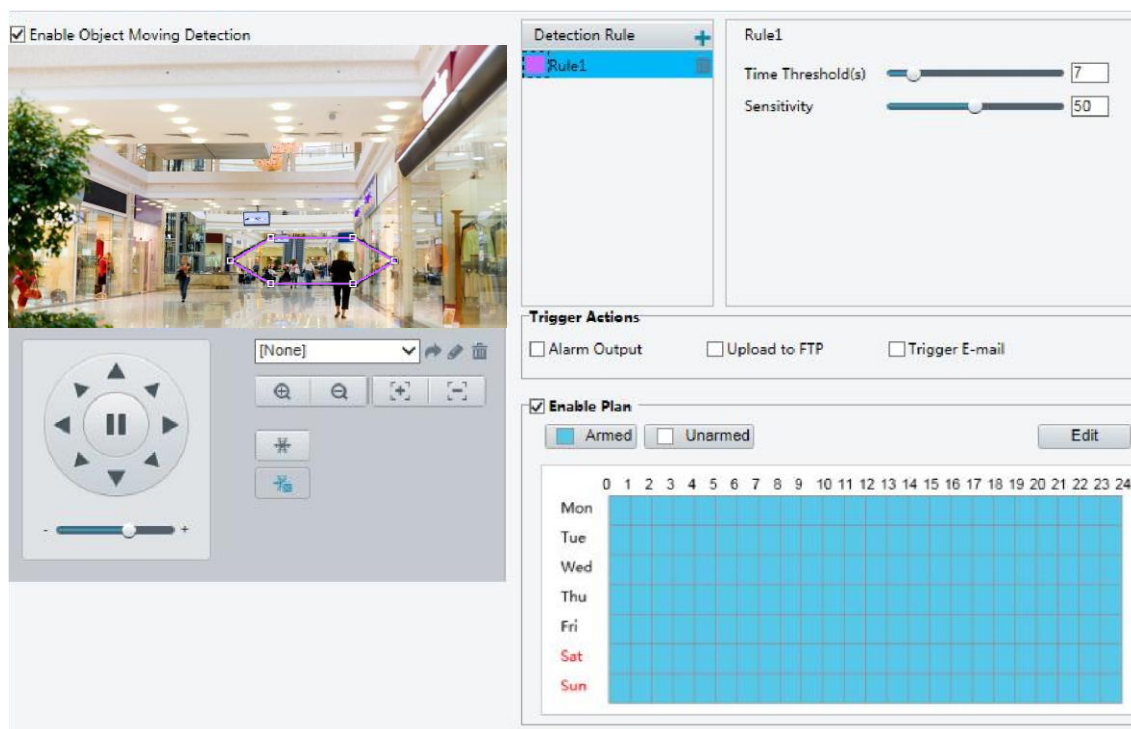 Enable Object Moving Detection
[None]
- +
Detection Rule +
Rule1
Rule1
Time Threshold(s) 7
Sensitivity 50
Trigger Actions
Alarm Output Upload to FTP Trigger E-mail
Enable Plan
Armed Unarmed Edit
0 1 2 3 4 5 6 7 8 9 10 11 12 13 14 15 16 17 18 19 20 21 22 23 24
Mon
Tue
Wed
Thu
Fri
Sat
Sun